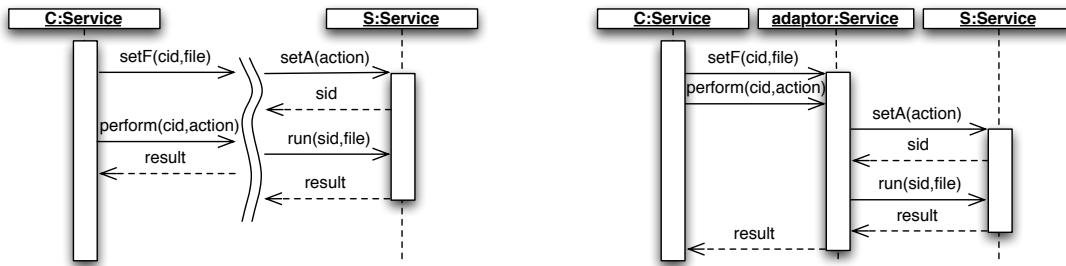 C:Service
S:Service
setF(cid,file)
setA(action)
sid
perform(cid,action)
run(sid,file)
result
result
C:Service
adaptor:Service
S:Service
setF(cid,file)
perform(cid,action)
setA(action)
sid
run(sid,file)
result
result